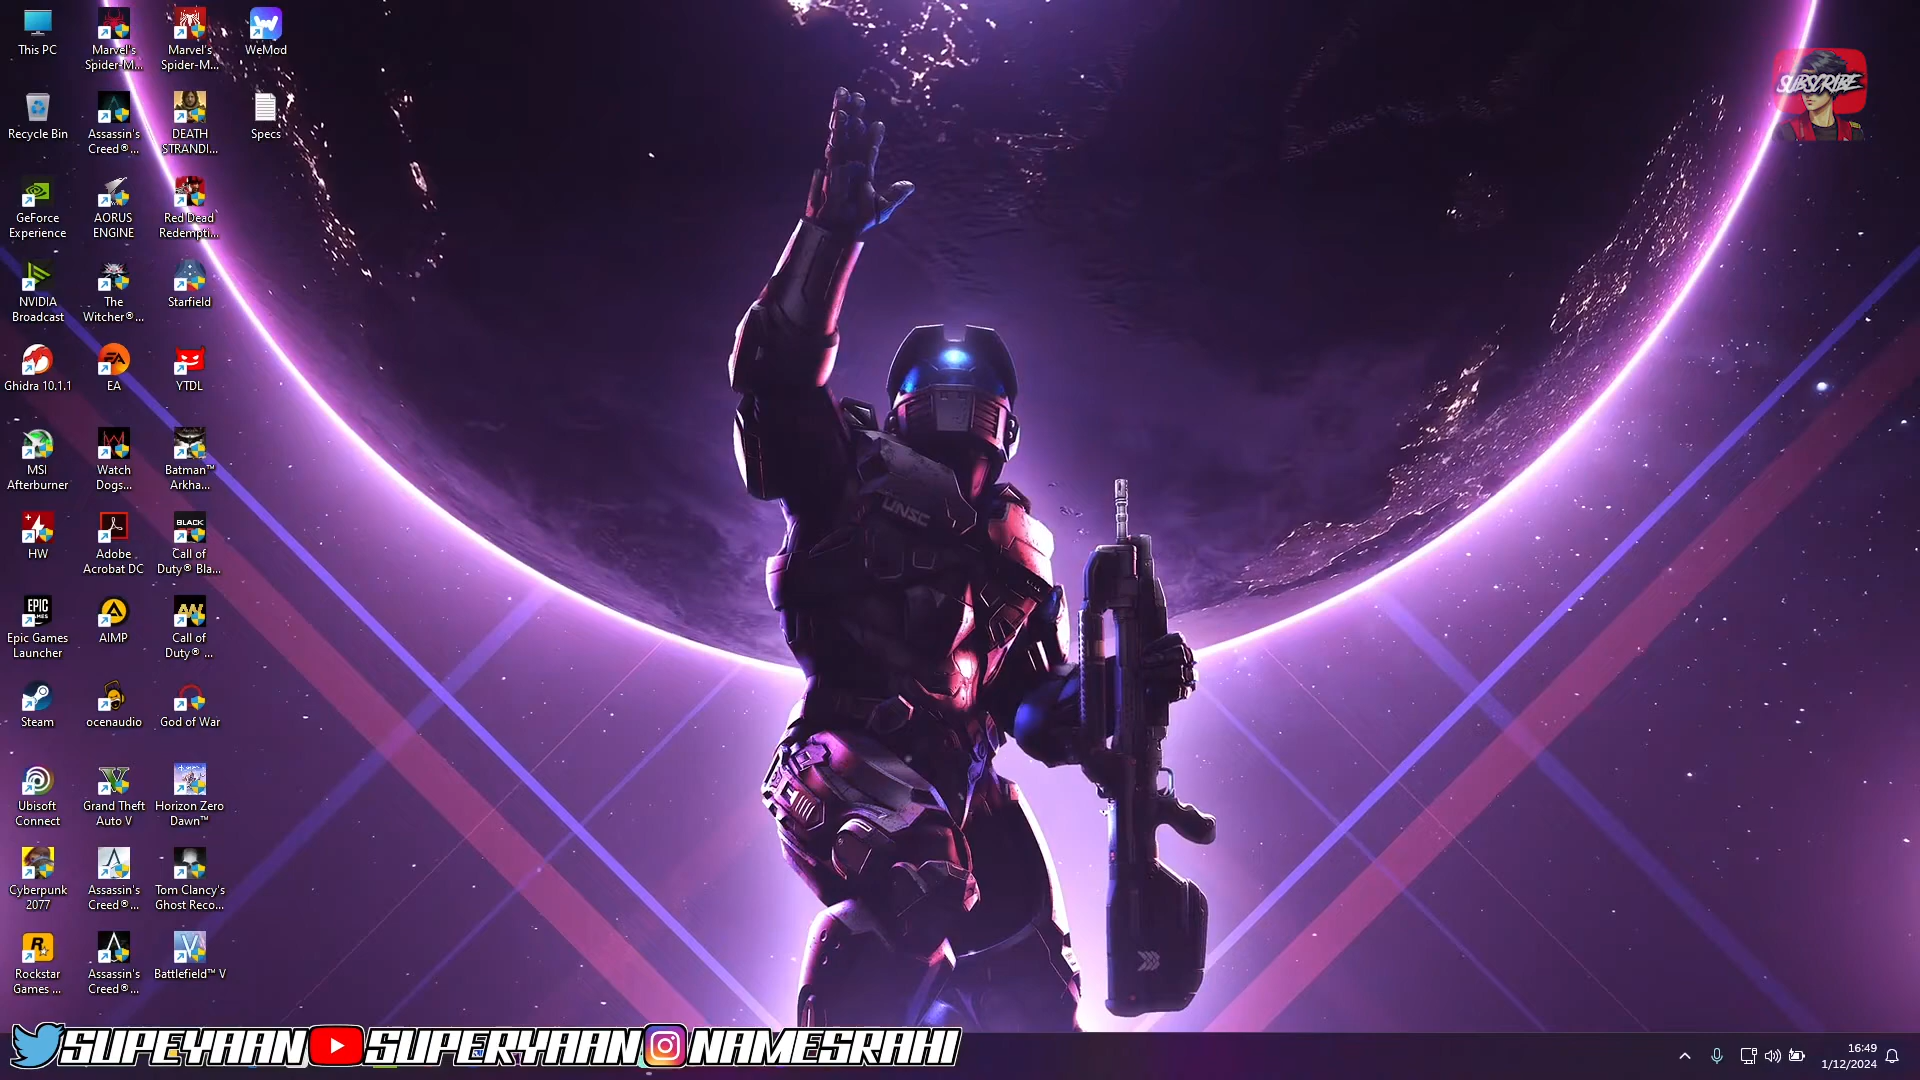 This PC
Marvel's
Spider-M...
Marvel's
Spider-M...
WeMod
Recycle Bin
Assassin's
Creed®...
DEATH
STRANDI...
Specs
GeForce
Experience
AORUS
ENGINE
Red Dead
Redempti...
NVIDIA
Broadcast
The
Witcher®...
Starfield
Ghidra 10.1.1
EA
YTDL
MSI
Afterburner
Watch
Dogs...
Batman™
Arkha...
HW
Adobe
Acrobat DC
BLACK
Call of
Duty® Bla...
EPIC
GAMES
Epic Games
Launcher
AIMP
Call of
Duty® ...
Steam
ocenaudio
God of War
Ubisoft
Connect
Grand Theft
Auto V
Horizon Zero
Dawn™
Cyberpunk
2077
Assassin's
Creed®...
Tom Clancy's
Ghost Reco...
Rockstar
Games ...
Assassin's
Creed®...
Battlefield™ V
SUBSCRIBE
UNSC
SUPEYAAN
SUPERYAAN
NAMESRAHI
16:49
1/12/2024